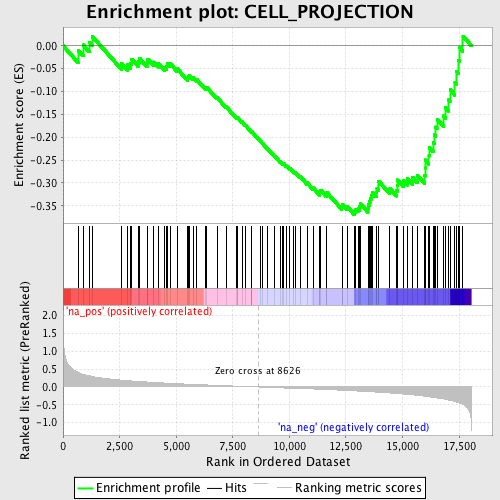 Enrichment plot: CELL_PROJECTION
Enrichment score (ES)
0.00
-0.05
-0.10
-0.15
-0.20
-0.25
-0.30
-0.35
'na_pos' (positively correlated)
Ranked list metric (PreRanked)
2.0
1.5
1.0
0.5
0.0
-0.5
-1.0
Zero cross at 8626
'na_neg' (negatively correlated)
0 2,500 5,000 7,500 10,000 12,500 15,000 17,500
Rank in Ordered Dataset
Enrichment profile Hits Ranking metric scores